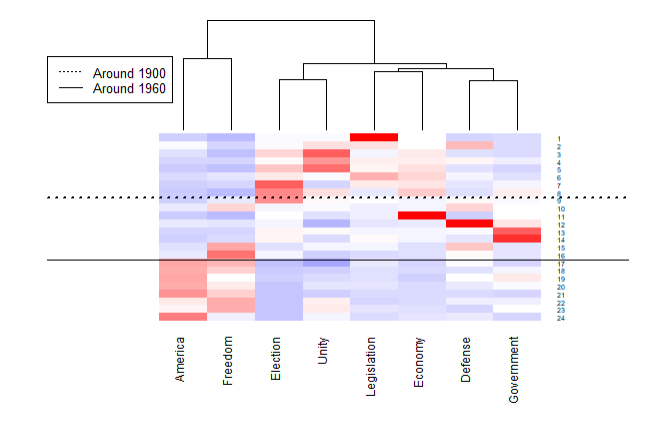 Around 1900
Around 1960
1
2
3
4
5
6
7
8
9
10
11
12
13
14
15
16
17
18
19
20
21
22
23
24
America
Freedom
Election
Unity
Legislation
Economy
Defense
Government